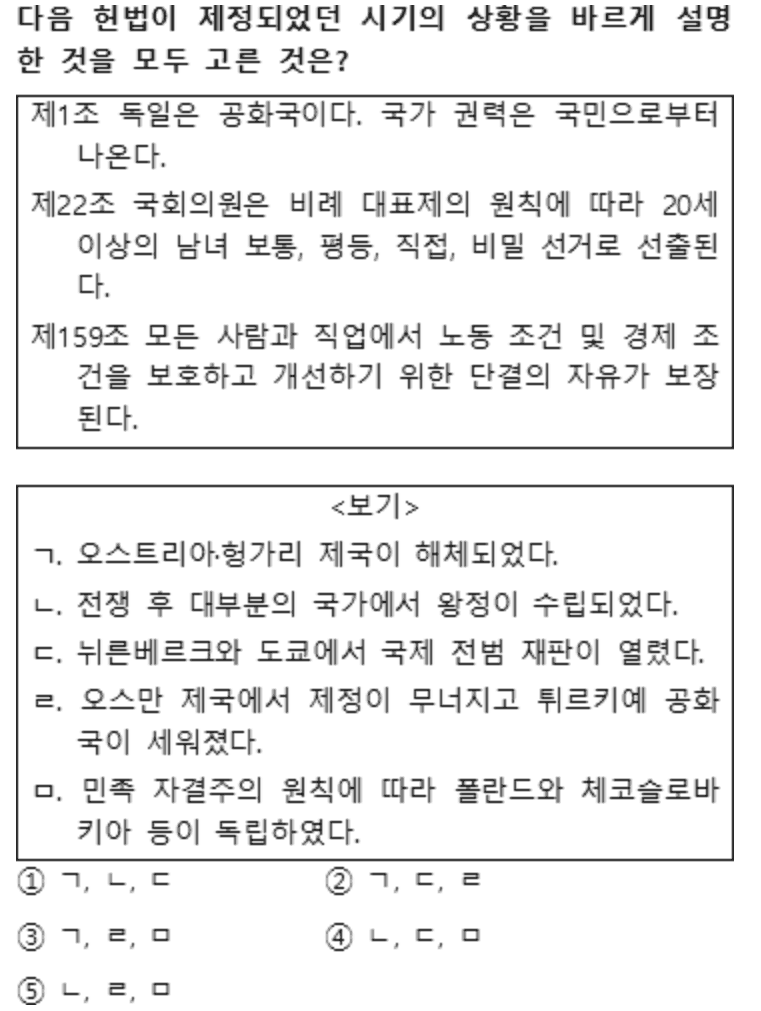 다음 헌법이 제정되었던 시기의 상황을 바르게 설명
한 것을 모두 고른 것은?
제1조 독일은 공화국이다. 국가 권력은 국민으로부터
나온다.
제22조 국회의원은 비례 대표제의 원칙에 따라 20세
이상의 남녀 보통, 평등, 직접, 비밀 선거로 선출된
다.
제159조 모든 사람과 직업에서 노동 조건 및 경제 조
건을 보호하고 개선하기 위한 단결의 자유가 보장
된다.
<보기>
ㄱ. 오스트리아·헝가리 제국이 해체되었다.
ㄴ. 전쟁 후 대부분의 국가에서 왕정이 수립되었다.
ㄷ. 뉘른베르크와 도쿄에서 국제 전범 재판이 열렸다.
ㄹ. 오스만 제국에서 제정이 무너지고 튀르키예 공화
국이 세워졌다.
ㅁ. 민족 자결주의 원칙에 따라 폴란드와 체코슬로바
키아 등이 독립하였다.
① ㄱ, ㄴ, ㄷ ② ㄱ, ㄷ, ㄹ
③ ㄱ, ㄹ, ㅁ ④ ㄴ, ㄷ, ㅁ
⑤ ㄴ, ㄹ, ㅁ